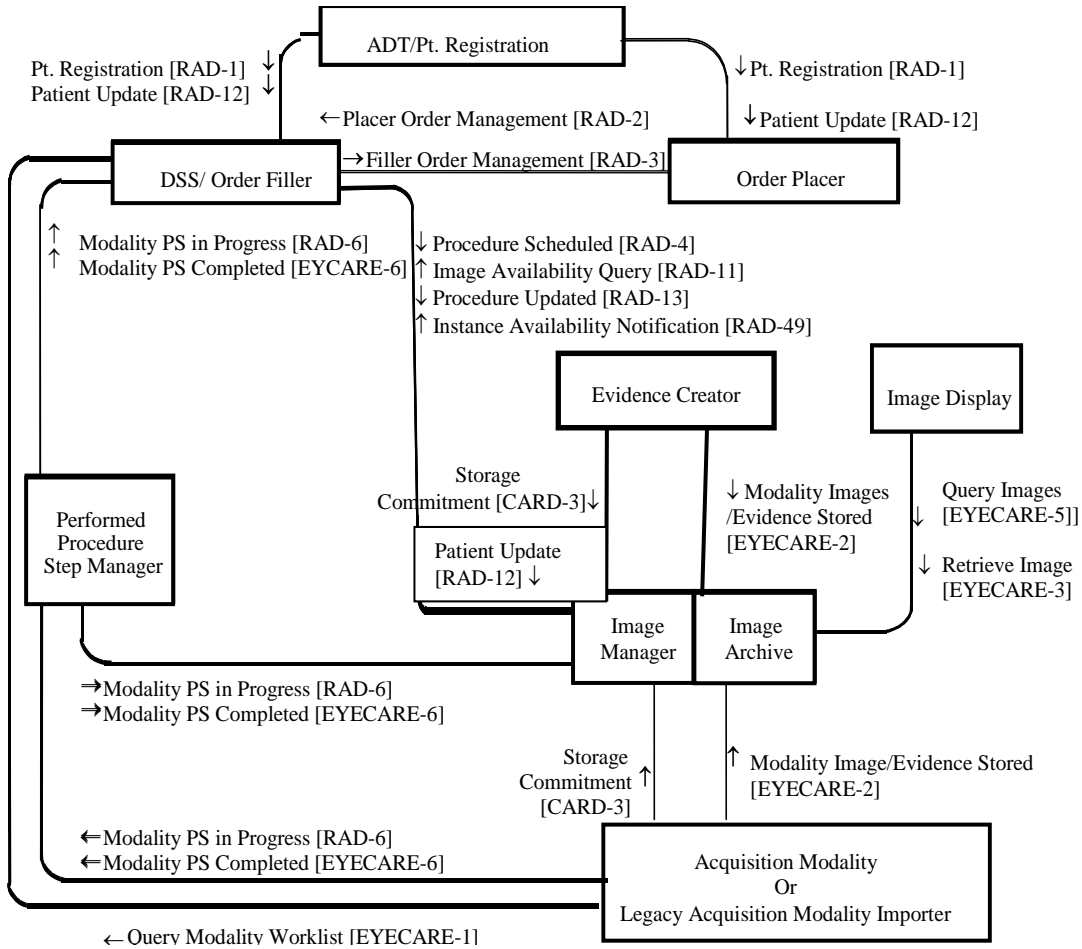 ADT/Pt. Registration
Pt. Registration [RAD-1] ↓
Patient Update [RAD-12] ↓
↓ Pt. Registration [RAD-1]
↓ Patient Update [RAD-12]
← Placer Order Management [RAD-2]
→ Filler Order Management [RAD-3]
DSS/ Order Filler
Order Placer
↑ Modality PS in Progress [RAD-6]
↑ Modality PS Completed [EYCARE-6]
↓ Procedure Scheduled [RAD-4]
↑ Image Availability Query [RAD-11]
↓ Procedure Updated [RAD-13]
↑ Instance Availability Notification [RAD-49]
Evidence Creator
Image Display
Storage
Commitment [CARD-3] ↓
↓ Modality Images
/Evidence Stored
[EYECARE-2]
Query Images
↓ [EYECARE-5]]
↓ Retrieve Image
[EYECARE-3]
Performed
Procedure
Step Manager
Patient Update
[RAD-12] ↓
Image
Manager
Image
Archive
⇒ Modality PS in Progress [RAD-6]
⇒ Modality PS Completed [EYECARE-6]
Storage
Commitment ↑
[CARD-3]
↑ Modality Image/Evidence Stored
[EYECARE-2]
⇐ Modality PS in Progress [RAD-6]
⇐ Modality PS Completed [EYECARE-6]
Acquisition Modality
Or
Legacy Acquisition Modality Importer
← Query Modality Worklist [EYECARE-1]